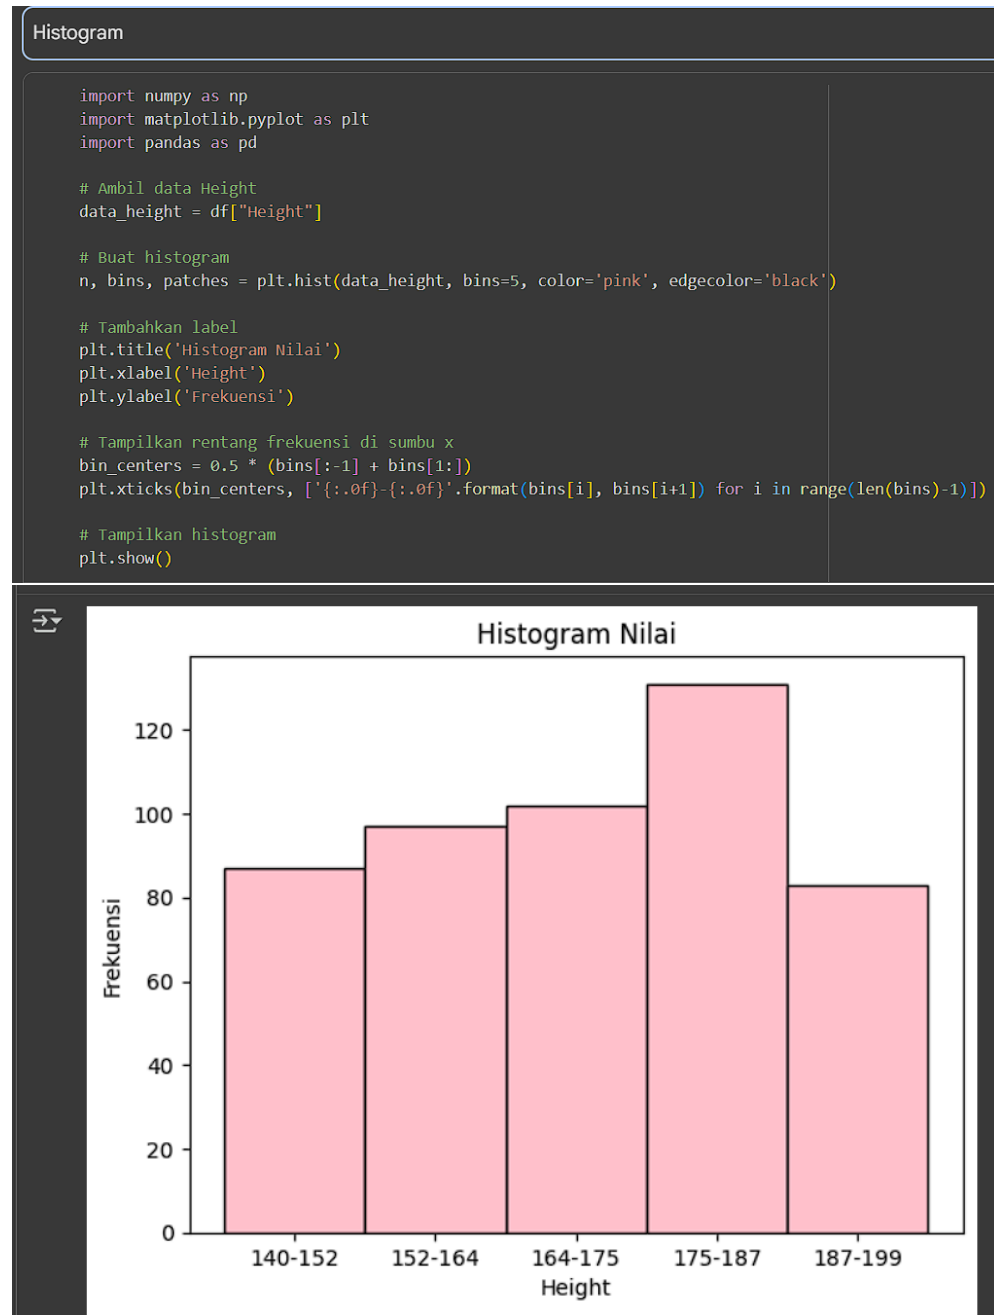 Histogram
import numpy as np
import matplotlib.pyplot as plt
import pandas as pd
# Ambil data Height
data_height = df["Height"]
# Buat histogram
n, bins, patches = plt.hist(data_height, bins=5, color='pink', edgecolor='black')
# Tambahkan label
plt.title('Histogram Nilai')
plt.xlabel('Height')
plt.ylabel('Frekuensi')
# Tampilkan rentang frekuensi di sumbu x
bin_centers = 0.5 * (bins[:-1] + bins[1:])
plt.xticks(bin_centers, ['{:.0f}-{:.0f}'.format(bins[i], bins[i+1]) for i in range(len(bins)-1)])
# Tampilkan histogram
plt.show()
Histogram Nilai
120
100
80
60
40
20
0
Frekuensi
140-152 152-164 164-175 175-187 187-199
Height